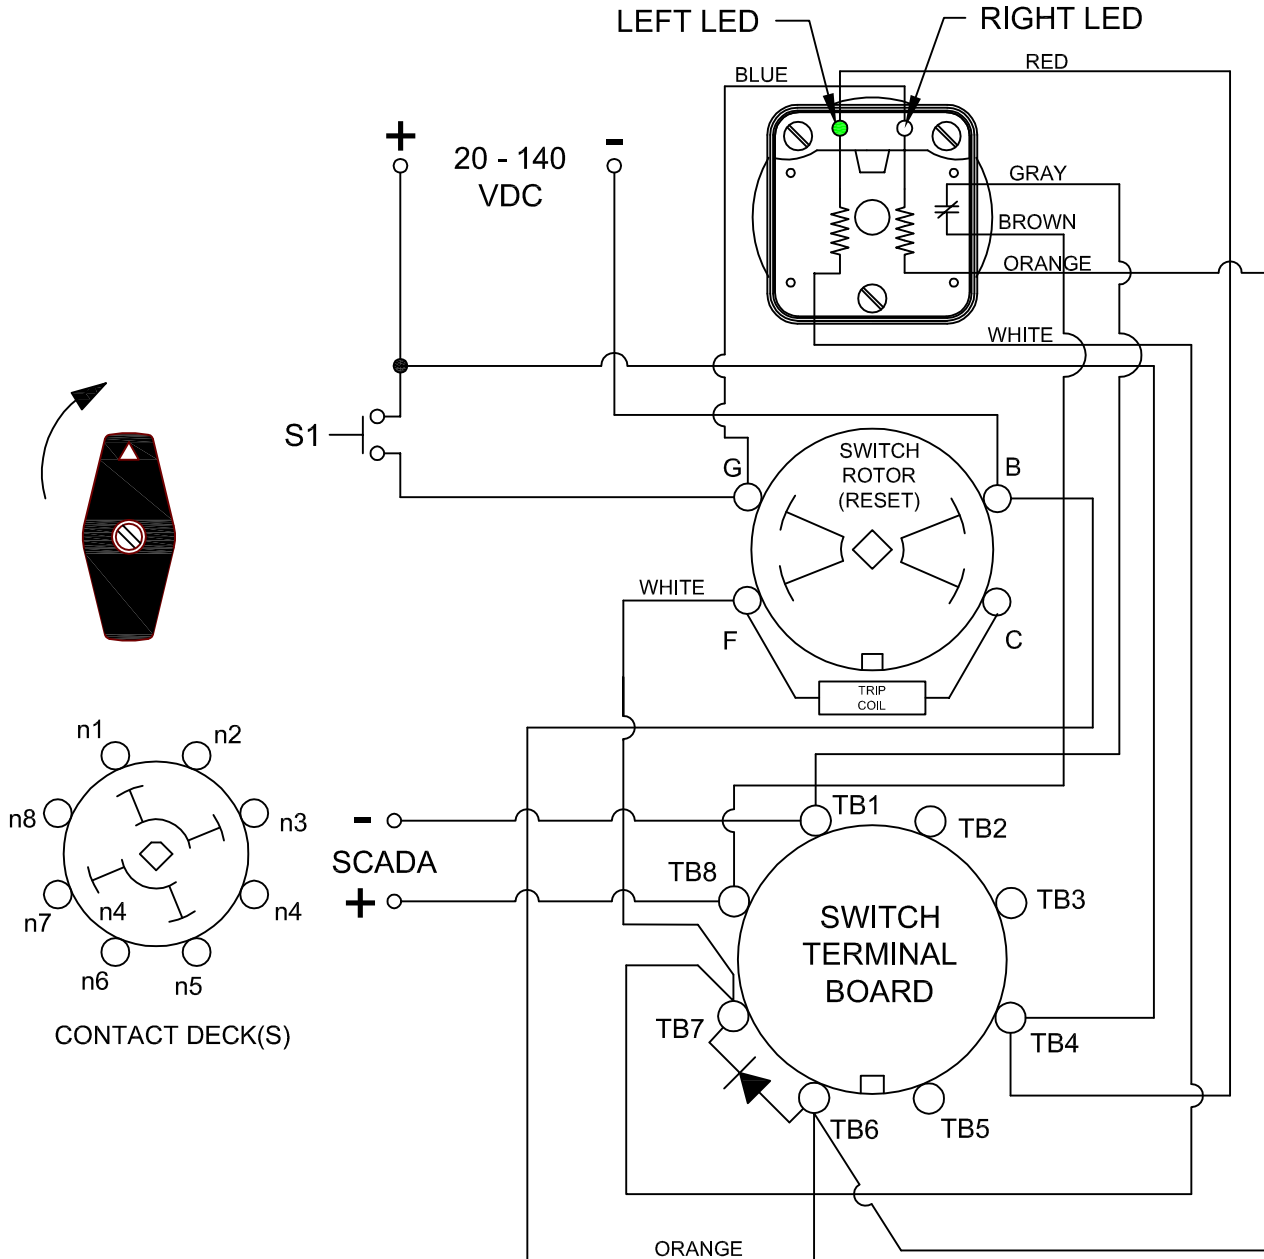 LEFT LED
RIGHT LED
RED
BLUE
+
20 - 140
VDC
-
GRAY
BROWN
ORANGE
WHITE
S1
G
SWITCH
ROTOR
(RESET)
B
WHITE
F
C
TRIP
COIL
n1
n2
n8
n3
n7
n4
n4
n6
n5
CONTACT DECK(S)
-
SCADA
+
TB1
TB2
TB8
TB3
SWITCH
TERMINAL
BOARD
TB7
TB4
TB6
TB5
ORANGE